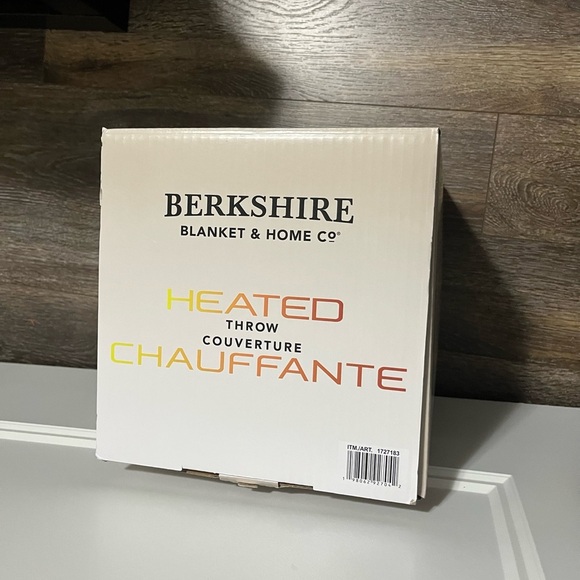 BERKSHIRE
BLANKET & HOME Cº®
HEATED
THROW
COUVERTURE
CHAUFFANTE
ITM./ART. 1727183